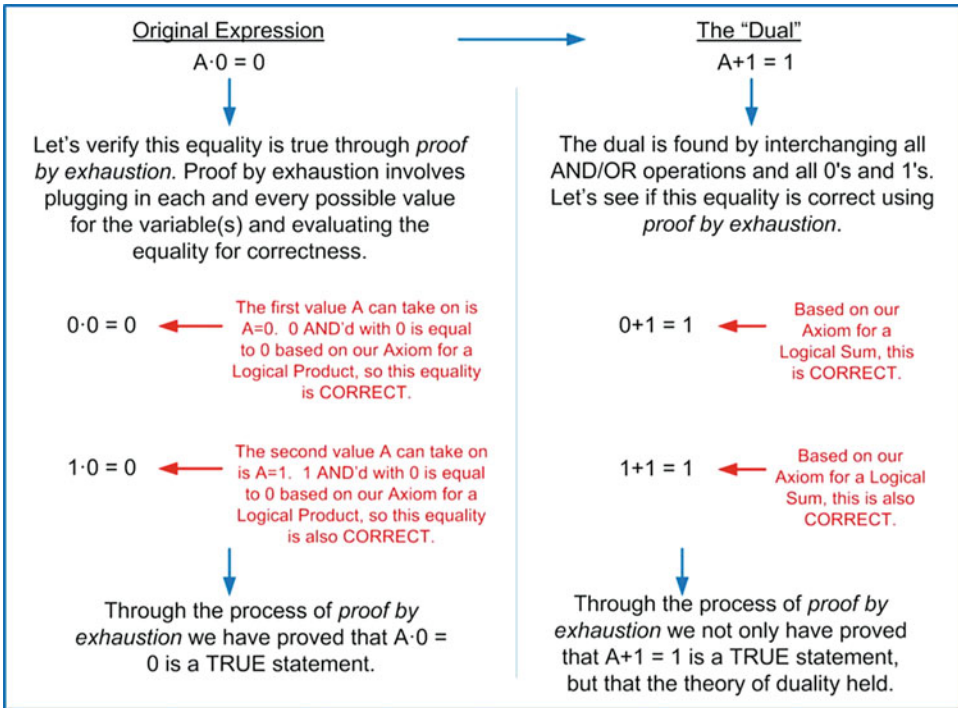 Original Expression
A·0 = 0
Let's verify this equality is true through proof
by exhaustion. Proof by exhaustion involves
plugging in each and every possible value
for the variable(s) and evaluating the
equality for correctness.
0·0 = 0
The first value A can take on is
A=0. 0 AND'd with 0 is equal
to 0 based on our Axiom for a
Logical Product, so this equality
is CORRECT.
1·0 = 0
The second value A can take on
is A=1. 1 AND'd with 0 is equal
to 0 based on our Axiom for a
Logical Product, so this equality
is also CORRECT.
Through the process of proof by
exhaustion we have proved that A·0 =
0 is a TRUE statement.
The “Dual”
A+1 = 1
The dual is found by interchanging all
AND/OR operations and all 0's and 1's.
Let's see if this equality is correct using
proof by exhaustion.
0+1 = 1
Based on our
Axiom for a
Logical Sum, this
is CORRECT.
1+1 = 1
Based on our
Axiom for a Logical
Sum, this is also
CORRECT.
Through the process of proof by
exhaustion we not only have proved
that A+1 = 1 is a TRUE statement,
but that the theory of duality held.